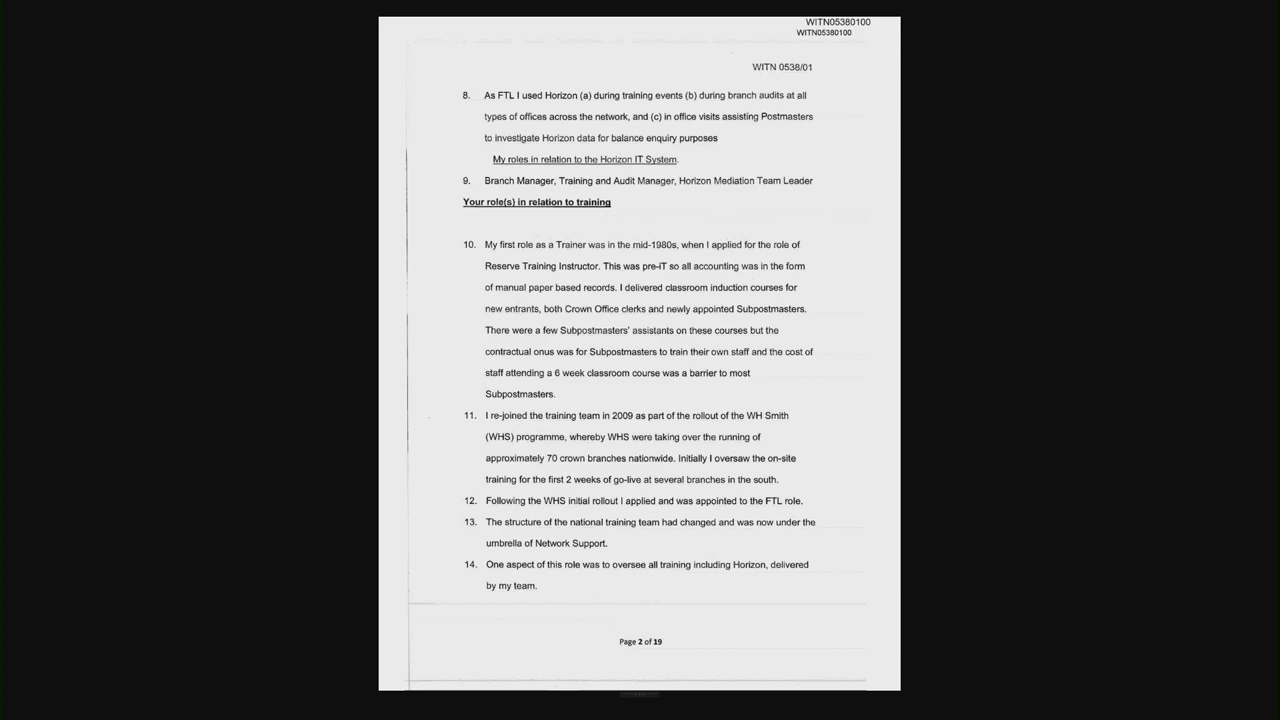 WITN05380100
WITN05380100
WITN 0538/01
8. As FTL I used Horizon (a) during training events (b) during branch audits at all
types of offices across the network, and (c) in office visits assisting Postmasters
to investigate Horizon data for balance enquiry purposes
My roles in relation to the Horizon IT System.
9. Branch Manager, Training and Audit Manager, Horizon Mediation Team Leader
Your role(s) in relation to training
10. My first role as a Trainer was in the mid-1980s, when I applied for the role of
Reserve Training Instructor. This was pre-IT so all accounting was in the form
of manual paper based records. I delivered classroom induction courses for
new entrants, both Crown Office clerks and newly appointed Subpostmasters.
There were a few Subpostmasters' assistants on these courses but the
contractual onus was for Subpostmasters to train their own staff and the cost of
staff attending a 6 week classroom course was a barrier to most
Subpostmasters.
11. I re-joined the training team in 2009 as part of the rollout of the WH Smith
(WHS) programme, whereby WHS were taking over the running of
approximately 70 crown branches nationwide. Initially I oversaw the on-site
training for the first 2 weeks of go-live at several branches in the south.
12. Following the WHS initial rollout I applied and was appointed to the FTL role.
13. The structure of the national training team had changed and was now under the
umbrella of Network Support.
14. One aspect of this role was to oversee all training including Horizon, delivered
by my team.
Page 2 of 19